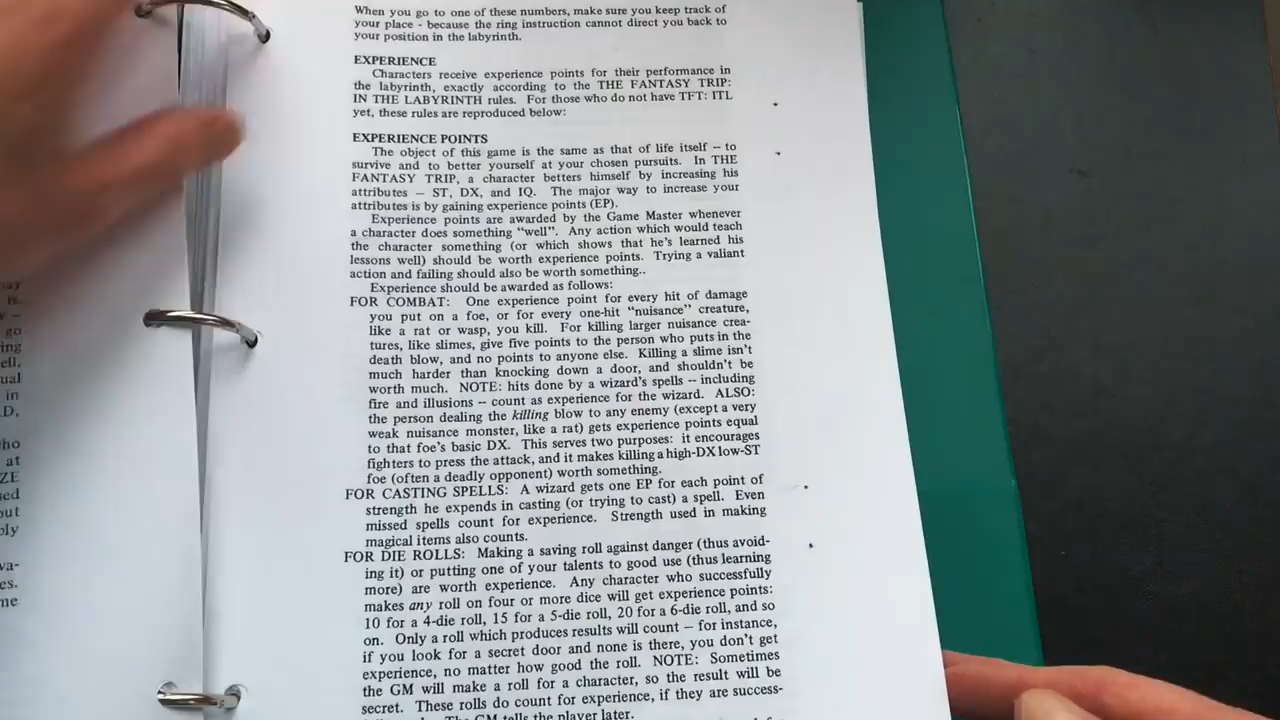 ay
is
go
ing
ell,
ual
in
.D,
ho
at
ZE
ed
out
ply
va-
es.
me
When you go to one of these numbers, make sure you keep track of
your place - because the ring instruction cannot direct you back to
your position in the labyrinth.
EXPERIENCE
Characters receive experience points for their performance in
the labyrinth, exactly according to the THE FANTASY TRIP:
IN THE LABYRINTH rules. For those who do not have TFT: ITL
yet, these rules are reproduced below:
EXPERIENCE POINTS
The object of this game is the same as that of life itself -- to
survive and to better yourself at your chosen pursuits. In THE
FANTASY TRIP, a character betters himself by increasing his
attributes — ST, DX, and IQ. The major way to increase your
attributes is by gaining experience points (EP).
Experience points are awarded by the Game Master whenever
a character does something “well”. Any action which would teach
the character something (or which shows that he's learned his
lessons well) should be worth experience points. Trying a valiant
action and failing should also be worth something..
Experience should be awarded as follows:
FOR COMBAT: One experience point for every hit of damage
you put on a foe, or for every one-hit “nuisance” creature,
like a rat or wasp, you kill. For killing larger nuisance crea-
tures, like slimes, give five points to the person who puts in the
death blow, and no points to anyone else. Killing a slime isn't
much harder than knocking down a door, and shouldn't be
worth much. NOTE: hits done by a wizard's spells -- including
fire and illusions -- count as experience for the wizard. ALSO:
the person dealing the killing blow to any enemy (except a very
weak nuisance monster, like a rat) gets experience points equal
to that foe's basic DX. This serves two purposes: it encourages
fighters to press the attack, and it makes killing a high-DX low-ST
foe (often a deadly opponent) worth something.
FOR CASTING SPELLS: A wizard gets one EP for each point of
strength he expends in casting (or trying to cast) a spell. Even
missed spells count for experience. Strength used in making
magical items also counts.
FOR DIE ROLLS: Making a saving roll against danger (thus avoid-
ing it) or putting one of your talents to good use (thus learning
more) are worth experience. Any character who successfully
makes any roll on four or more dice will get experience points:
10 for a 4-die roll, 15 for a 5-die roll, 20 for a 6-die roll, and so
on. Only a roll which produces results will count — for instance,
if you look for a secret door and none is there, you don't get
experience, no matter how good the roll. NOTE: Sometimes
the GM will make a roll for a character, so the result will be
secret. These rolls do count for experience, if they are success-
The GM tells the player later.